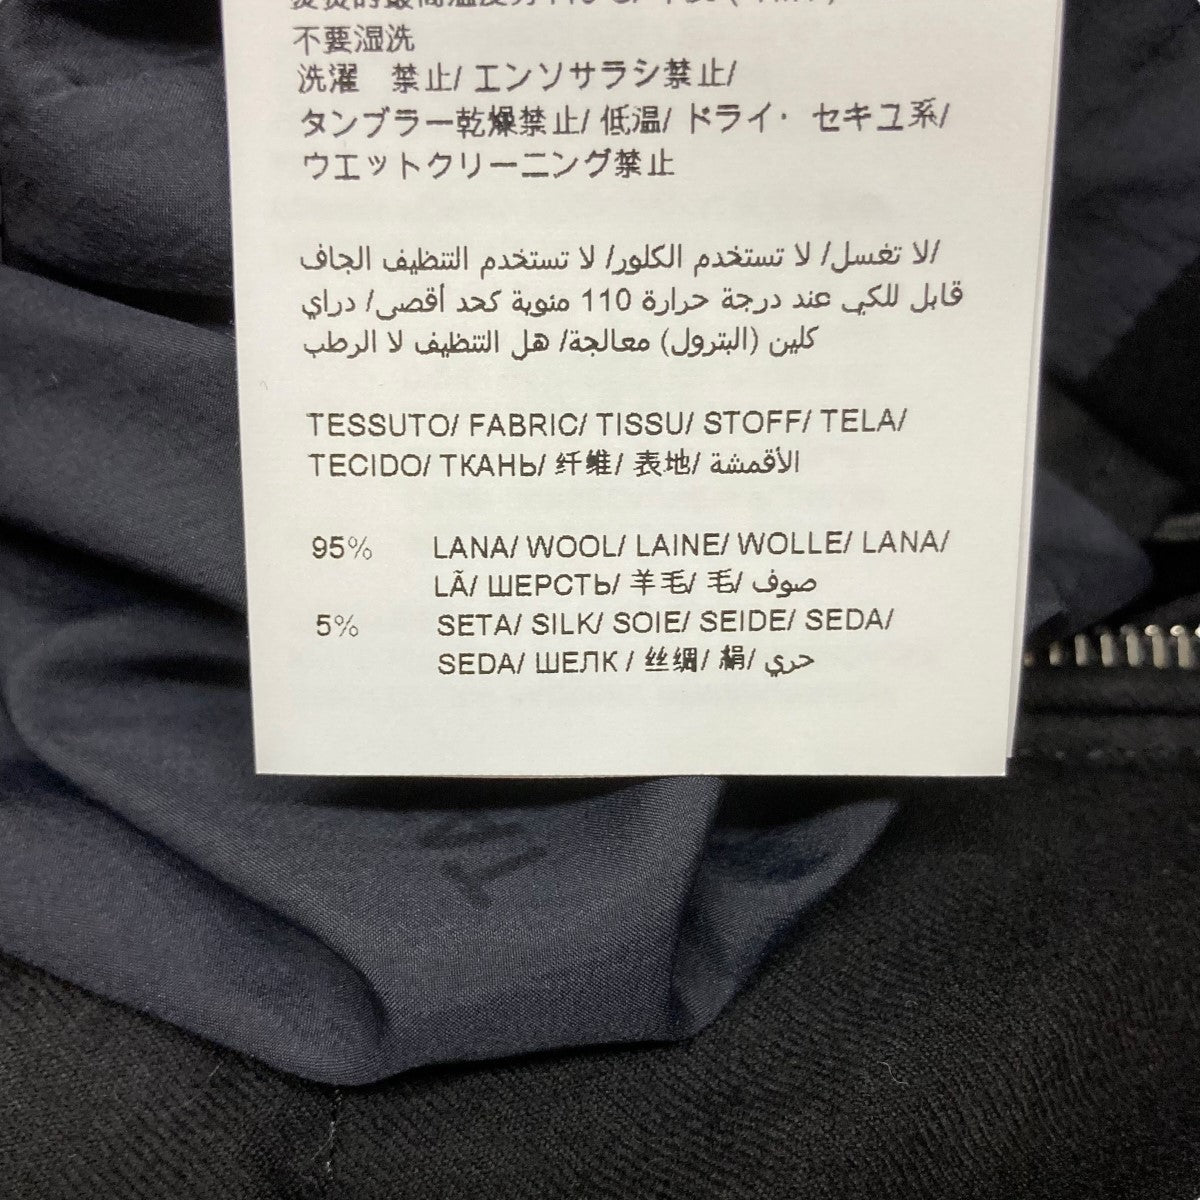 不要湿洗
洗濯 禁止/ エンソサラシ禁止/
タンブラー乾燥禁止/ 低温/ ドライ・ セキユ系/
ウエットクリーニング禁止
لا تغسل/ لا تستخدم الكلور/ لا تستخدم التنظيف الجاف/
قابل للكي عند درجة حرارة 110 مئوية كحد أقصى/ دراي
كلين (البترول) معالجة/ هل التنظيف لا الرطب
TESSUTO/ FABRIC/ TISSU/ STOFF/ TELA/
TECIDO/ ТКАНЬ/ 纤维/ 表地/ الأقمشة
95% LANA/ WOOL/ LAINE/ WOLLE/ LANA/
LÃ/ ШЕРСТЬ/ 羊毛/ 毛/ صوف
5% SETA/ SILK/ SOIE/ SEIDE/ SEDA/
SEDA/ ШЕЛК / 丝绸/ 絹/ حري